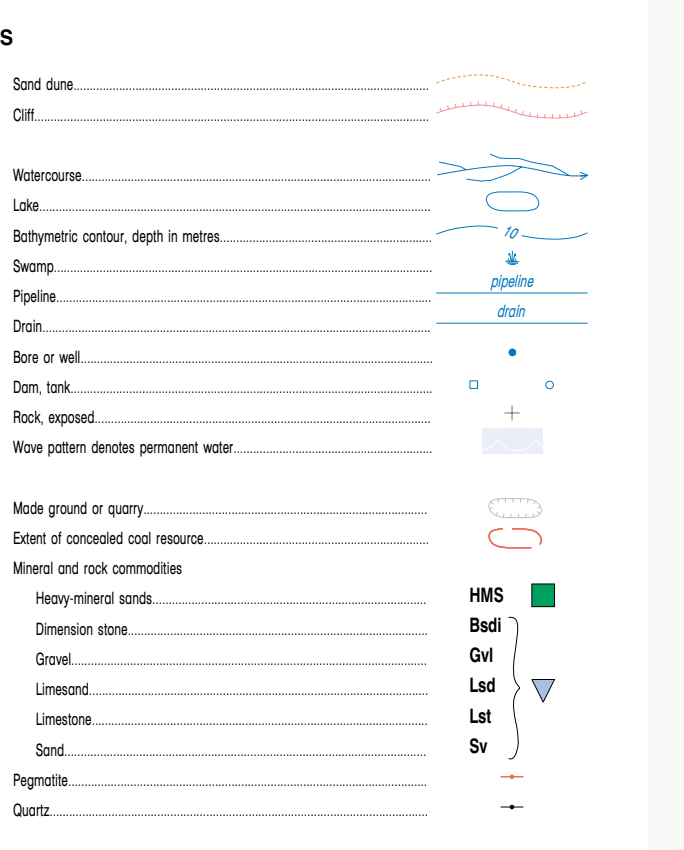 S
Sand dune
Cliff
Watercourse
Lake
Bathymetric contour, depth in metres 10
Swamp
Pipeline pipeline
Drain drain
Bore or well
Dam, tank
Rock, exposed
Wave pattern denotes permanent water
Made ground or quarry
Extent of concealed coal resource
Mineral and rock commodities
Heavy-mineral sands HMS
Dimension stone Bsdi
Gravel Gvl
Limesand Lsd
Limestone Lst
Sand Sv
Pegmatite
Quartz